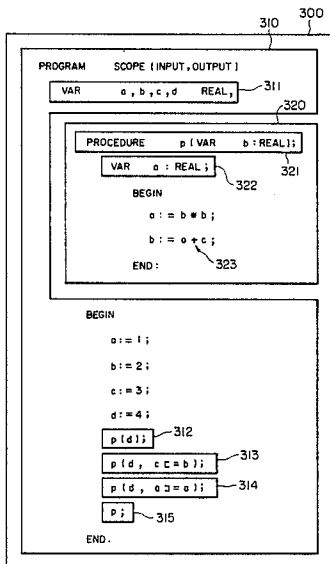 300
310
PROGRAM SCOPE (INPUT,OUTPUT)
311
VAR a,b,c,d REAL,
320
PROCEDURE p(VAR b:REAL);
321
VAR a:REAL;
322
BEGIN
a:=b*b;
b:=a+c;
323
END:
BEGIN
a:=1;
b:=2;
c:=3;
d:=4;
p(d);
312
p(d, c⊏=b);
313
p(d, a⊐=a);
314
p;
315
END.